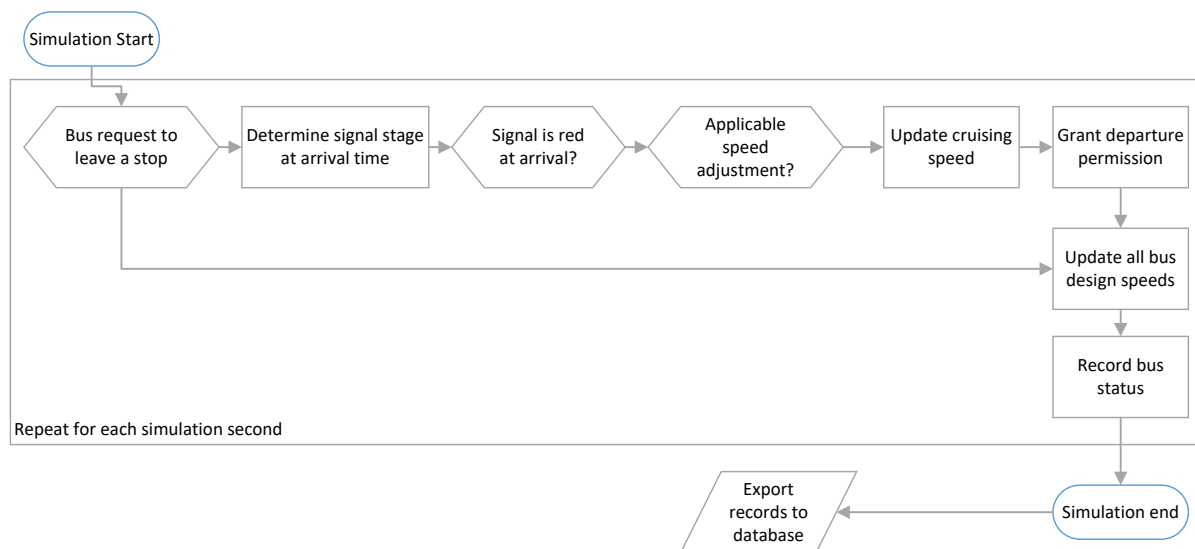 Simulation Start
Bus request to
leave a stop
Determine signal stage
at arrival time
Signal is red
at arrival?
Applicable
speed
adjustment?
Update cruising
speed
Grant departure
permission
Update all bus
design speeds
Record bus
status
Repeat for each simulation second
Export
records to
database
Simulation end